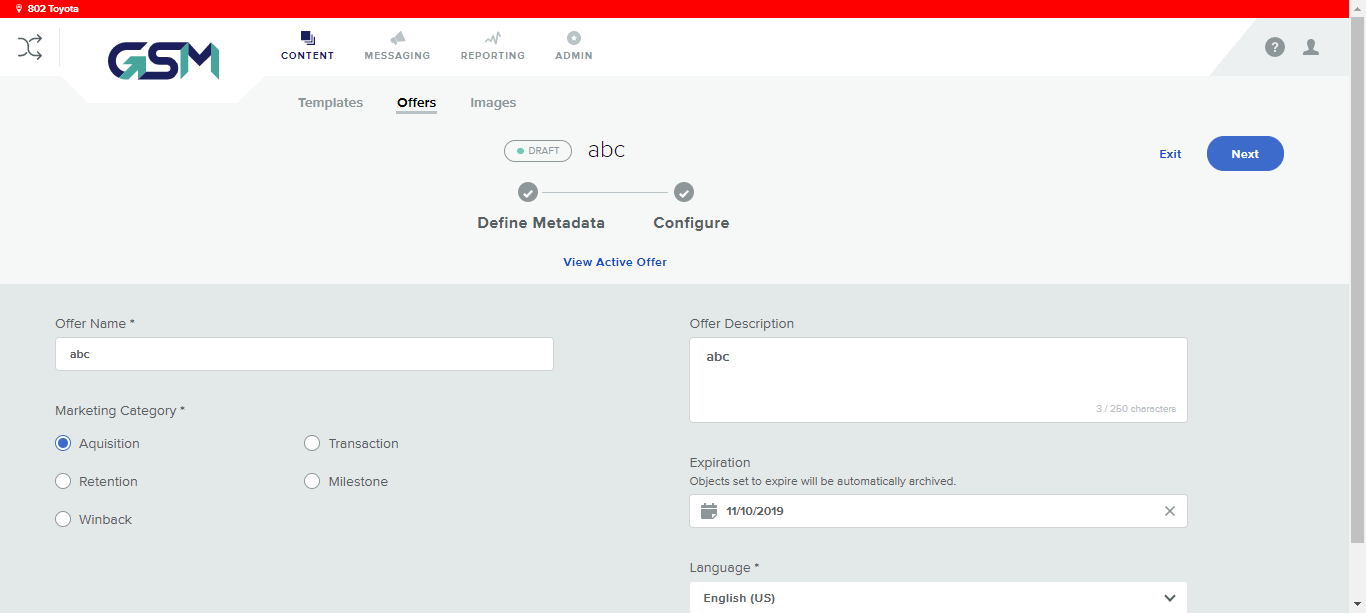 802 Toyota
GSM
CONTENT
MESSAGING
REPORTING
ADMIN
?
Templates
Offers
Images
DRAFT
abc
Exit
Next
Define Metadata
Configure
View Active Offer
Offer Name *
abc
Marketing Category *
Aquisition
Transaction
Retention
Milestone
Winback
Offer Description
abc
3 / 250 characters
Expiration
Objects set to expire will be automatically archived.
11/10/2019
Language *
English (US)